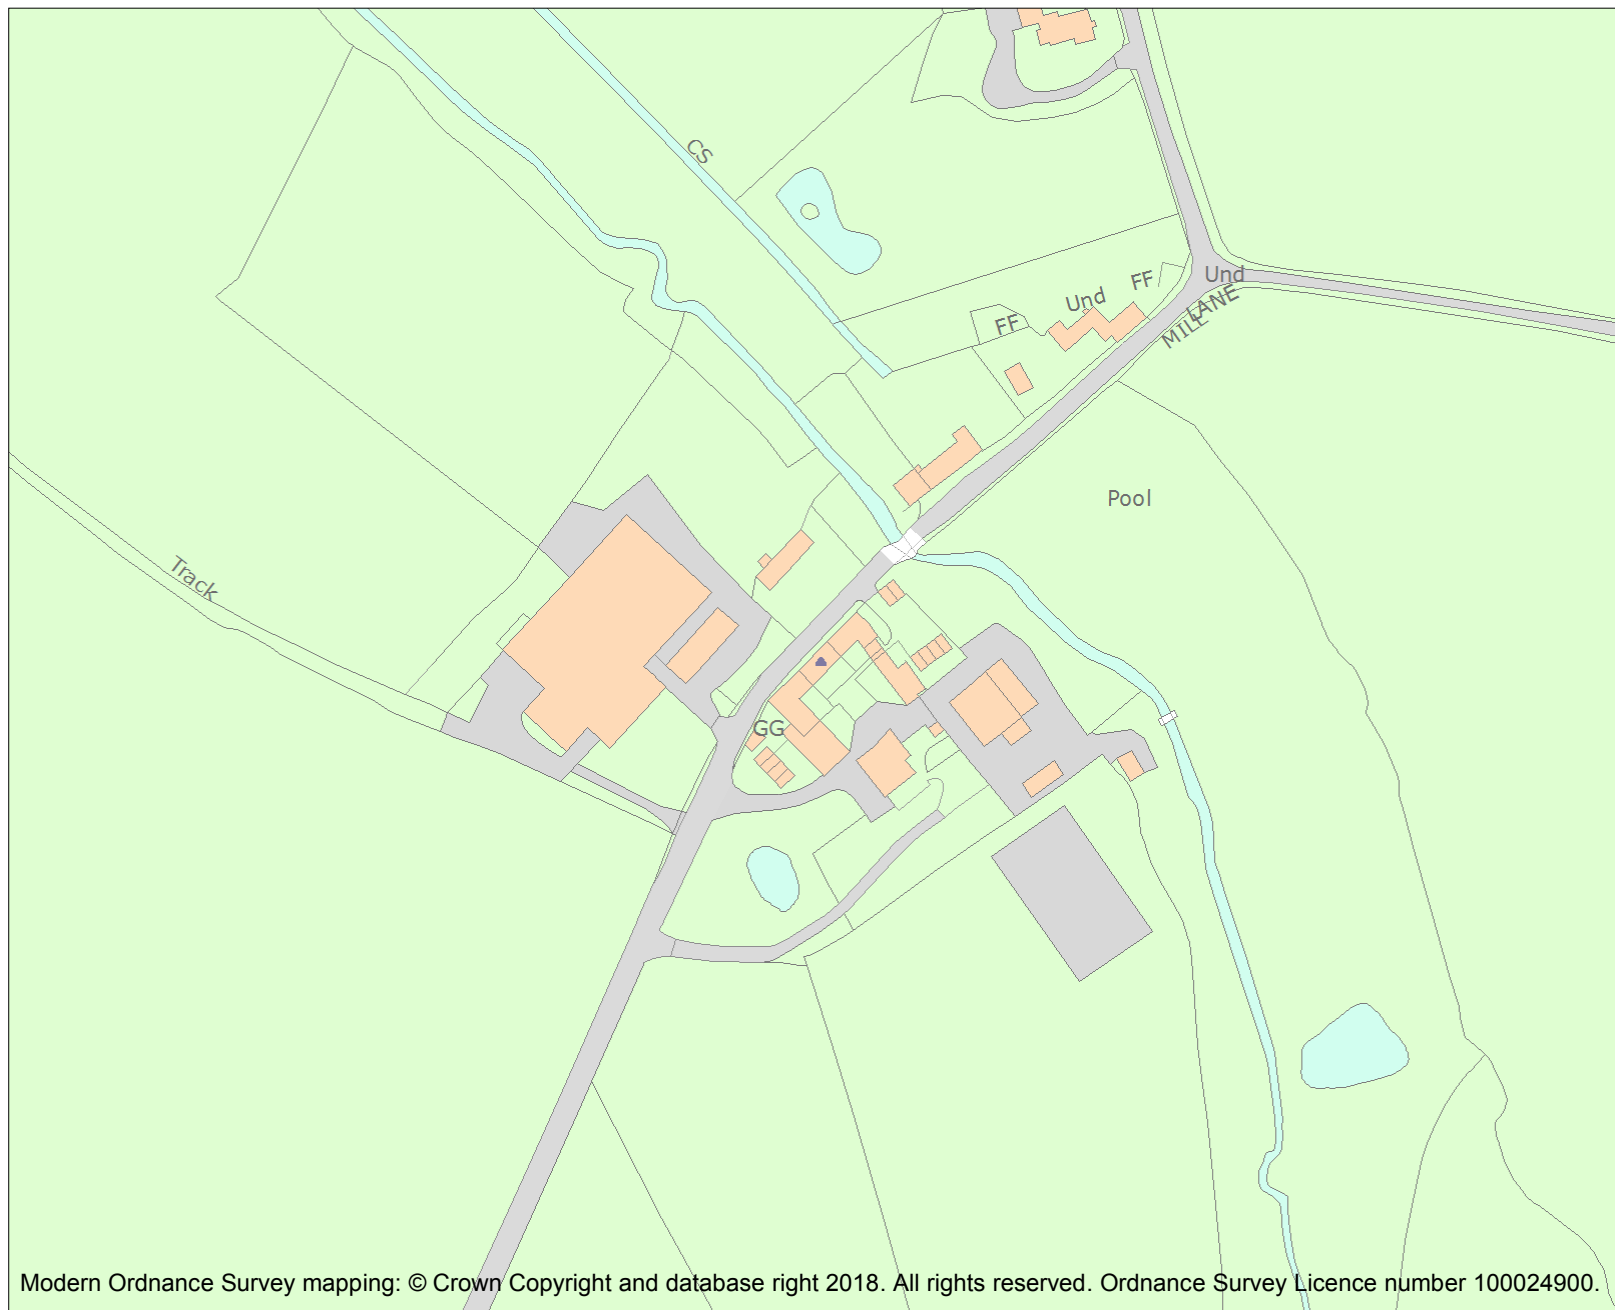 CS
Und
FF
Und
FF
MILL LANE
Pool
Track
GG
Modern Ordnance Survey mapping: © Crown Copyright and database right 2018. All rights reserved. Ordnance Survey Licence number 100024900.